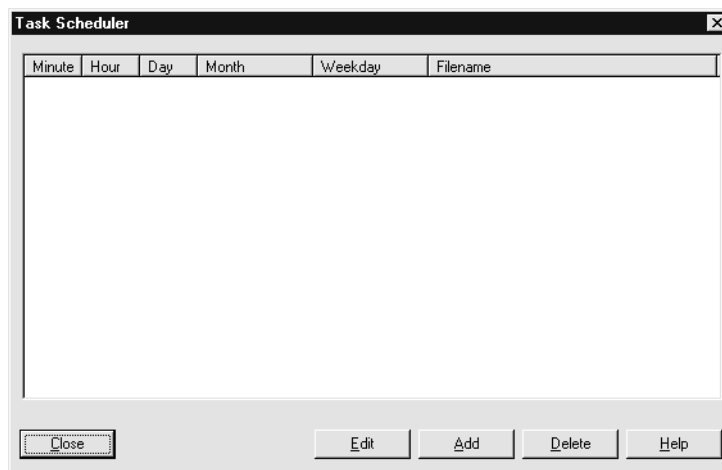 Task Scheduler
Minute Hour Day Month Weekday Filename
Close Edit Add Delete Help